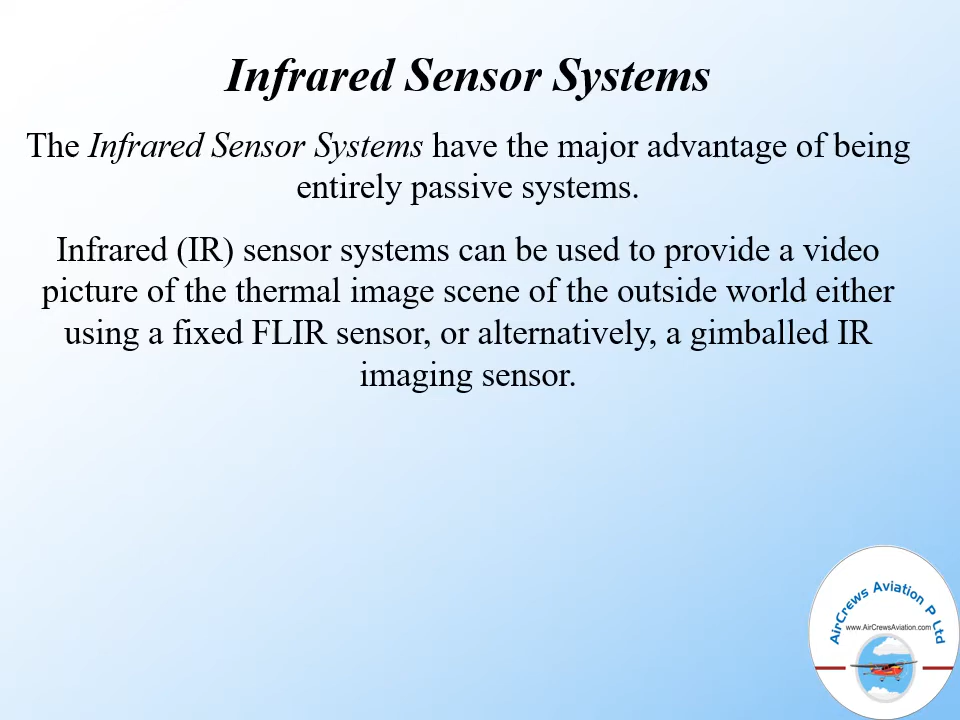 Infrared Sensor Systems
The Infrared Sensor Systems have the major advantage of being
entirely passive systems.
Infrared (IR) sensor systems can be used to provide a video
picture of the thermal image scene of the outside world either
using a fixed FLIR sensor, or alternatively, a gimballed IR
imaging sensor.
AirCrews Aviation P Ltd
www.AirCrewsAviation.com